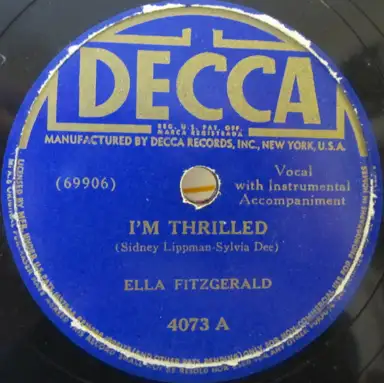 DECCA
REG. U.S. PAT. OFF.
MARCA REGISTRADA
MANUFACTURED BY DECCA RECORDS, INC., NEW YORK, U.S.A.
(69906)
Vocal
with Instrumental
Accompaniment
I'M THRILLED
(Sidney Lippman-Sylvia Dee)
ELLA FITZGERALD
4073 A